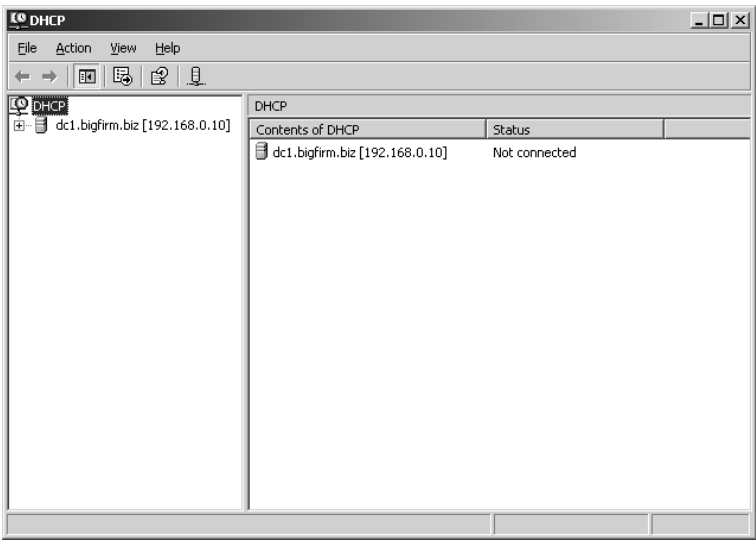 DHCP
File Action View Help
DHCP
dc1.bigfirm.biz [192.168.0.10]
DHCP
Contents of DHCP Status
dc1.bigfirm.biz [192.168.0.10] Not connected